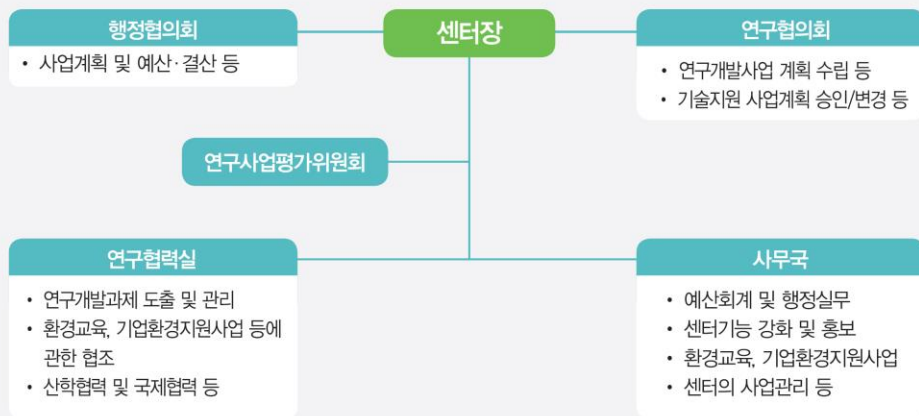 행정협의회
• 사업계획 및 예산·결산 등
센터장
연구협의회
• 연구개발사업 계획 수립 등
• 기술지원 사업계획 승인/변경 등
연구사업평가위원회
연구협력실
• 연구개발과제 도출 및 관리
• 환경교육, 기업환경지원사업 등에
관한 협조
• 산학협력 및 국제협력 등
사무국
• 예산회계 및 행정실무
• 센터기능 강화 및 홍보
• 환경교육, 기업환경지원사업
• 센터의 사업관리 등